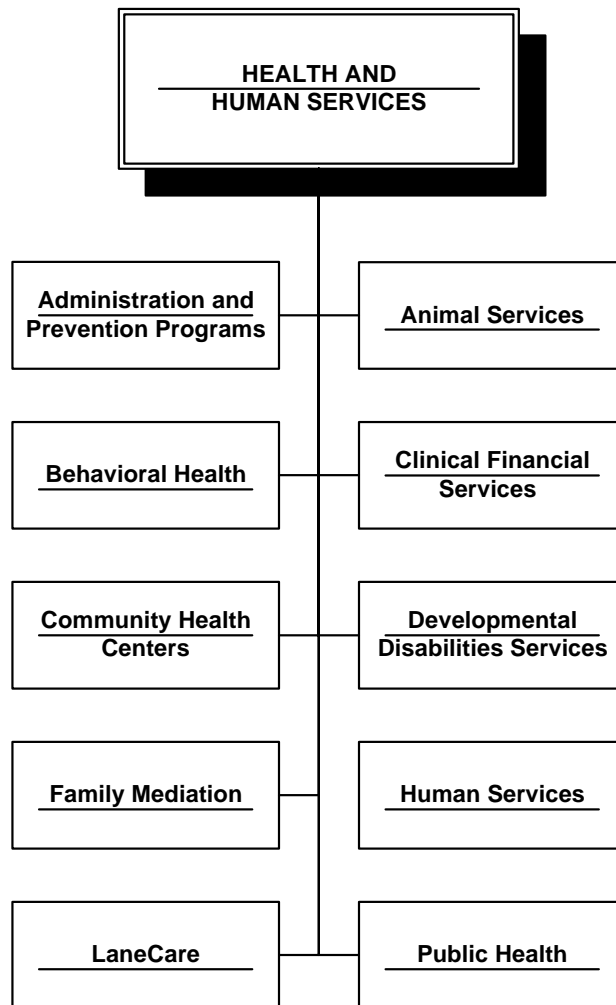 HEALTH AND
HUMAN SERVICES
Administration and
Prevention Programs
Animal Services
Behavioral Health
Clinical Financial
Services
Community Health
Centers
Developmental
Disabilities Services
Family Mediation
Human Services
LaneCare
Public Health